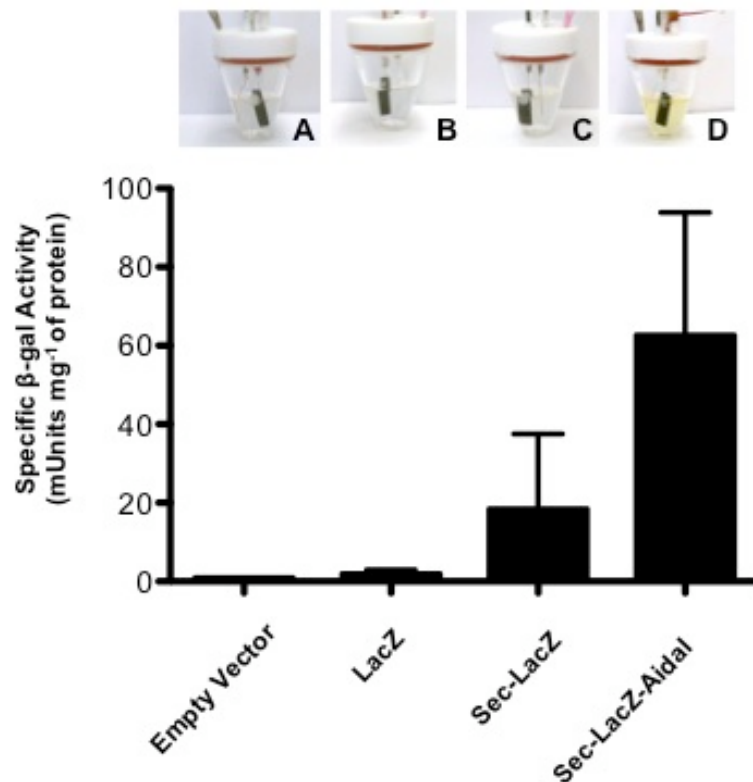 A
B
C
D
Specific β-gal Activity
(mUnits mg⁻¹ of protein)
100
80
60
40
20
0
Empty Vector
LacZ
Sec-LacZ
Sec-LacZ-Aidal